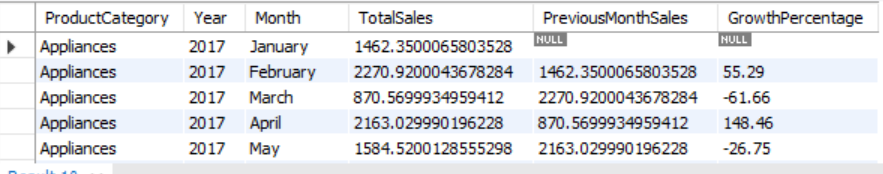 ProductCategory Year Month TotalSales PreviousMonthSales GrowthPercentage
Appliances 2017 January 1462.3500065803528 NULL NULL
Appliances 2017 February 2270.9200043678284 1462.3500065803528 55.29
Appliances 2017 March 870.5699934959412 2270.9200043678284 -61.66
Appliances 2017 April 2163.029990196228 870.5699934959412 148.46
Appliances 2017 May 1584.5200128555298 2163.029990196228 -26.75